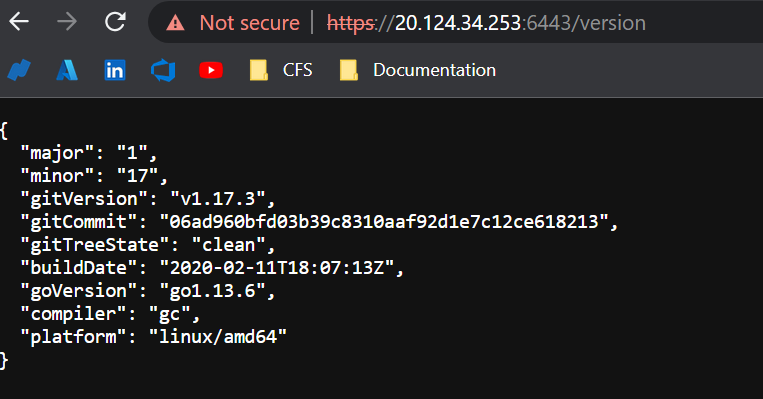 Not secure | https://20.124.34.253:6443/version
in CFS Documentation
{
"major": "1",
"minor": "17",
"gitVersion": "v1.17.3",
"gitCommit": "06ad960bfd03b39c8310aaf92d1e7c12ce618213",
"gitTreeState": "clean",
"buildDate": "2020-02-11T18:07:13Z",
"goVersion": "go1.13.6",
"compiler": "gc",
"platform": "linux/amd64"
}